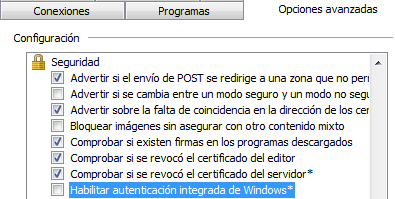 Conexiones
Programas
Opciones avanzadas
Configuración
Seguridad
Advertir si el envío de POST se redirige a una zona que no
Advertir si se cambia entre un modo seguro y un modo no
Advertir sobre la falta de coincidencia en la dirección de los
Bloquear imágenes sin asegurar con otro contenido mixto
Comprobar si existen firmas en los programas descargados
Comprobar si se revocó el certificado del editor
Comprobar si se revocó el certificado del servidor*
Habilitar autenticación integrada de Windows*